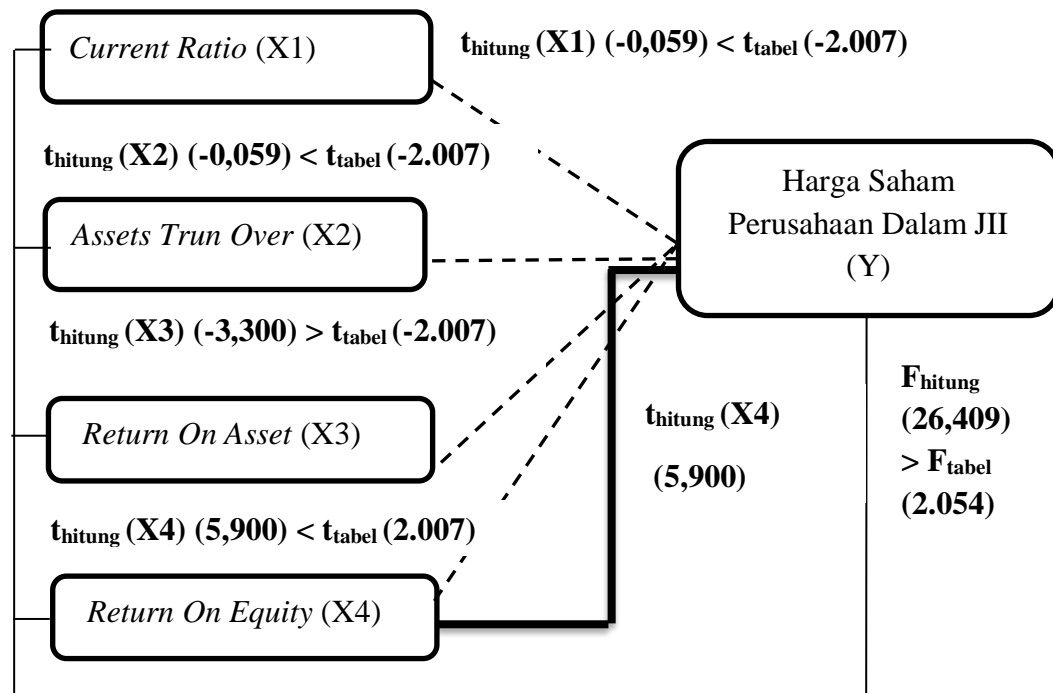 Current Ratio (X1)
thitung (X1) (-0,059) < ttabel (-2.007)
thitung (X2) (-0,059) < ttabel (-2.007)
Harga Saham
Perusahaan Dalam JII
(Y)
Assets Trun Over (X2)
thitung (X3) (-3,300) > ttabel (-2.007)
Fhitung
(26,409)
> Ftabel
(2.054)
thitung (X4)
(5,900)
Return On Asset (X3)
thitung (X4) (5,900) < ttabel (2.007)
Return On Equity (X4)